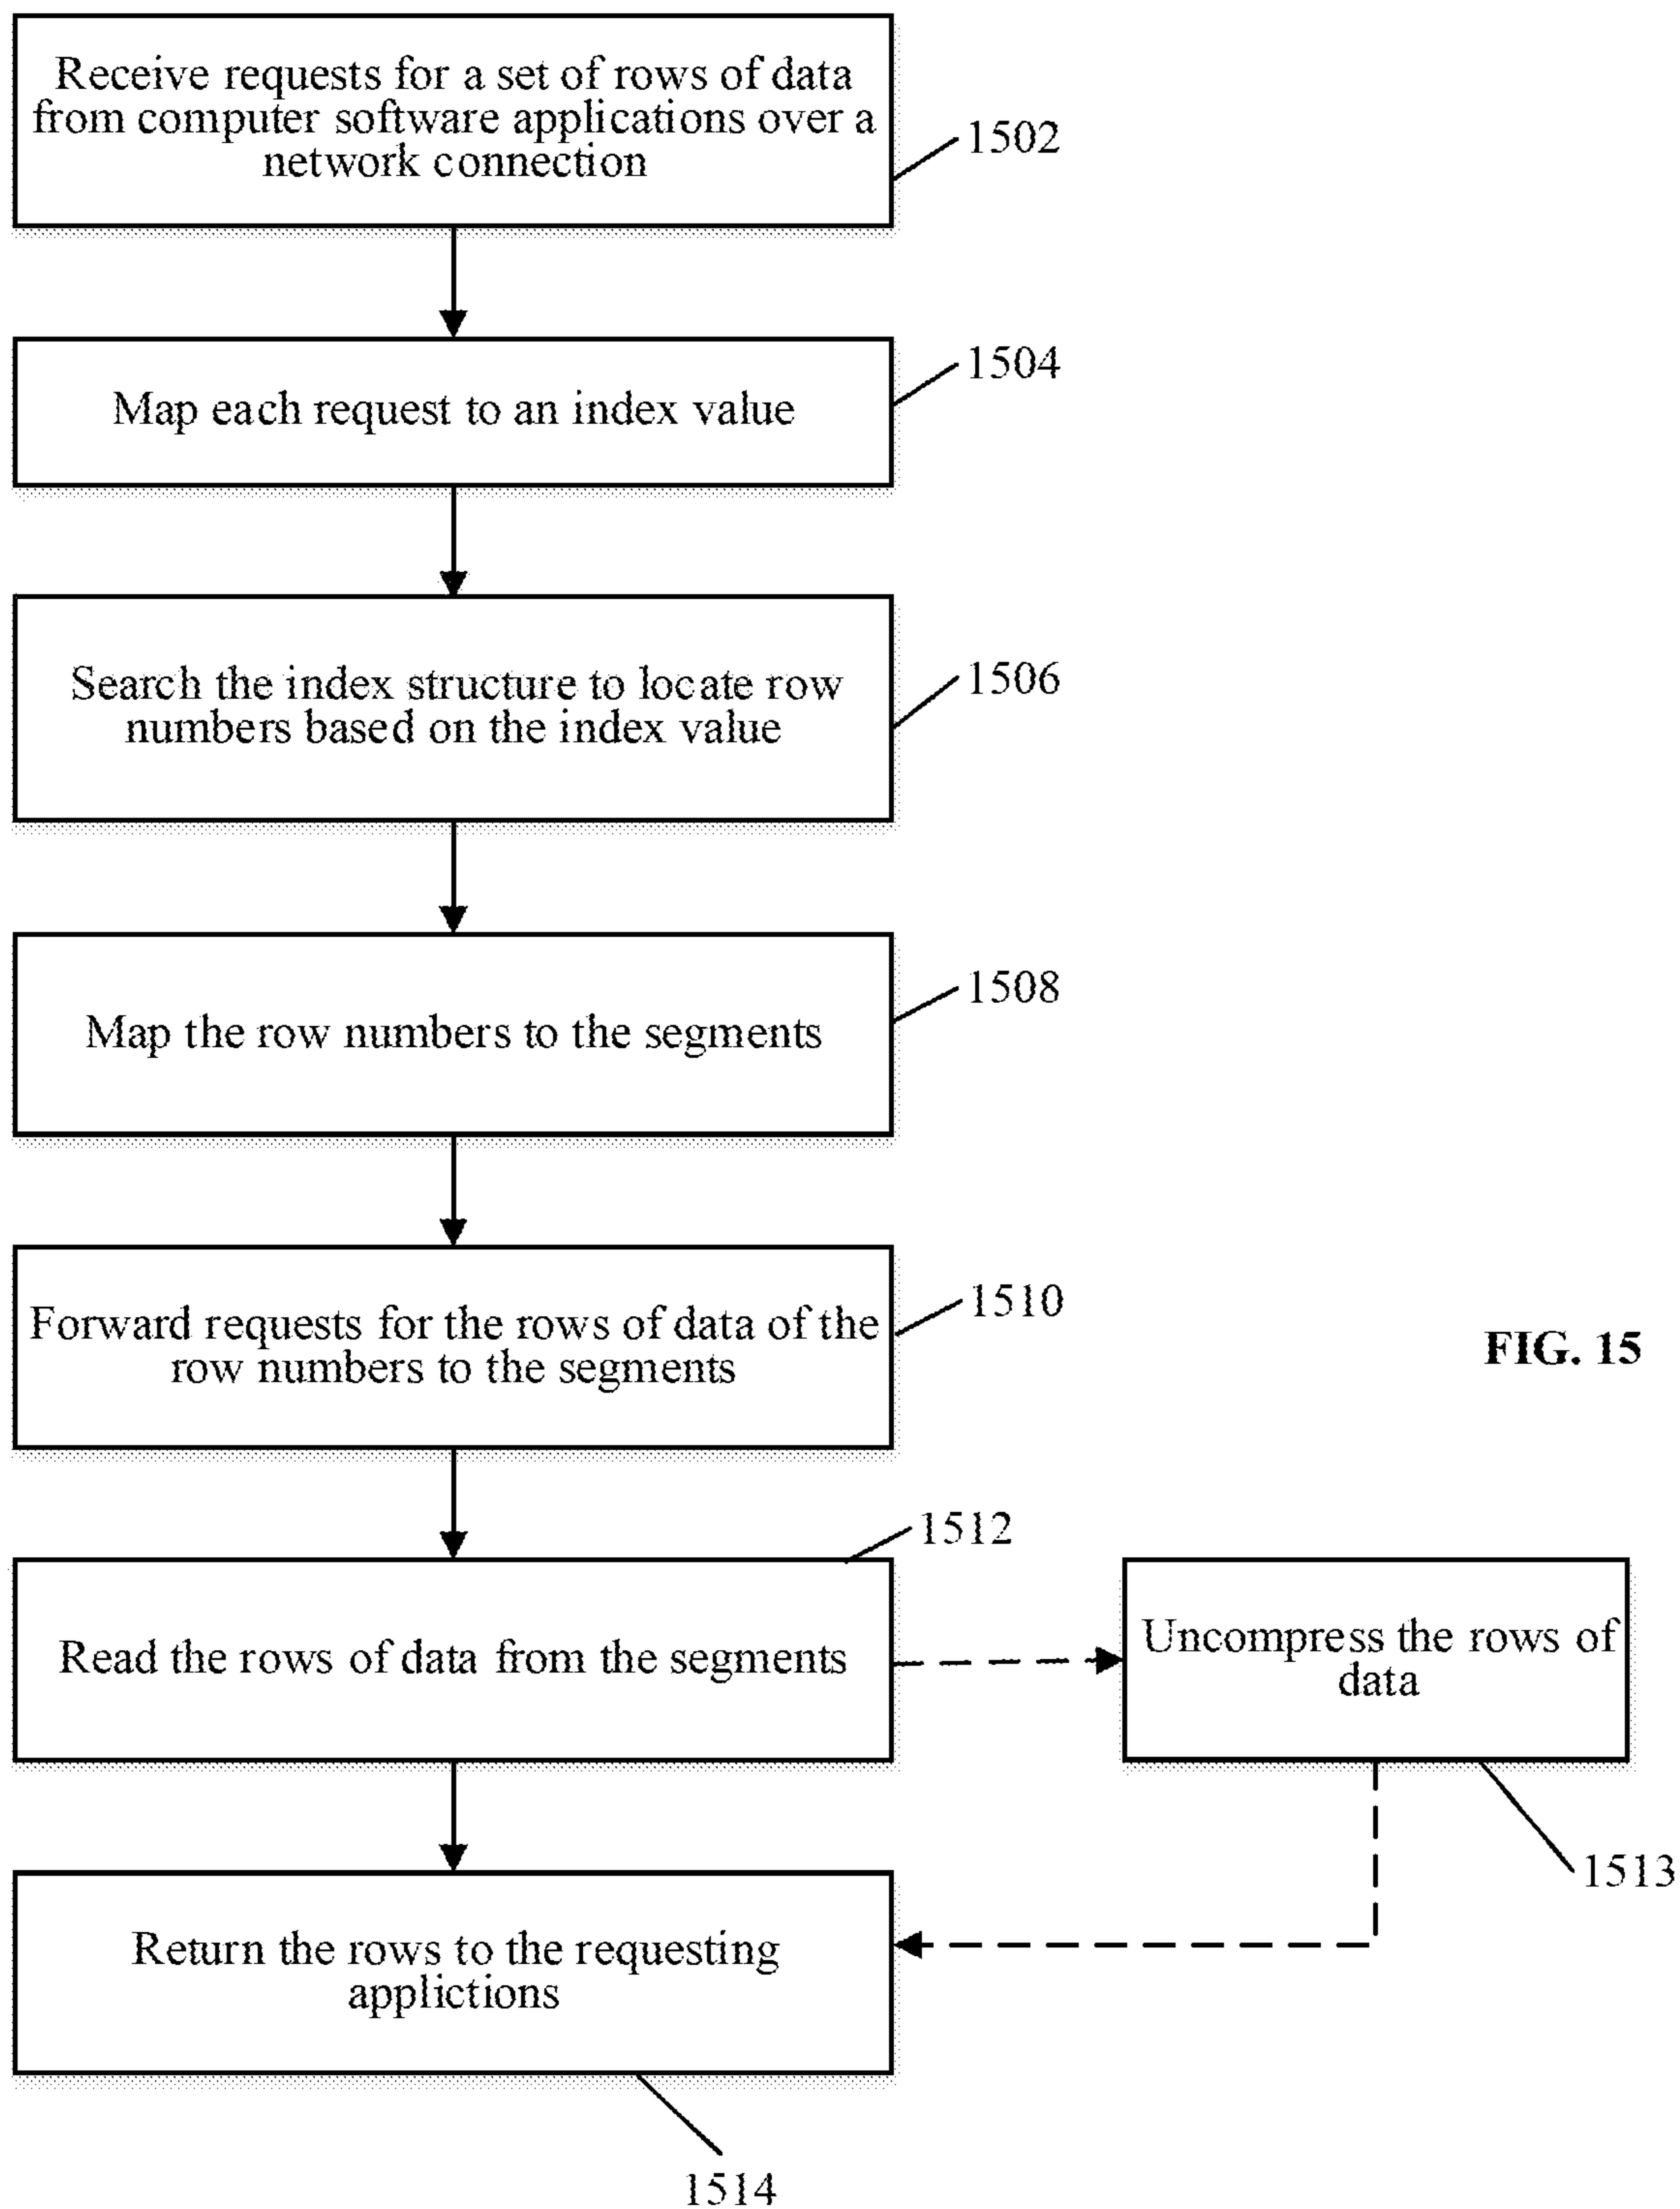 Receive requests for a set of rows of data
from computer software applications over a
network connection
1502
Map each request to an index value
1504
Search the index structure to locate row
numbers based on the index value
1506
Map the row numbers to the segments
1508
Forward requests for the rows of data of the
row numbers to the segments
1510
FIG. 15
1512
Read the rows of data from the segments
Uncompress the rows of
data
1513
Return the rows to the requesting
applictions
1514